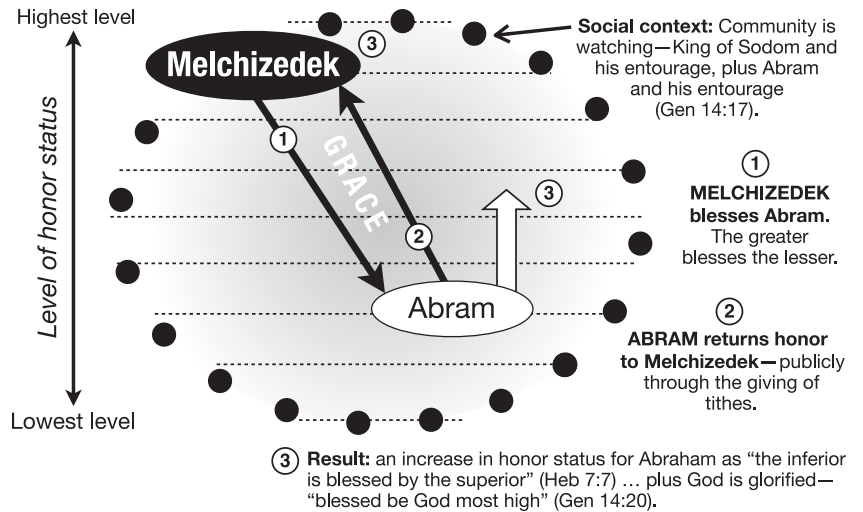 Highest level
Level of honor status
Lowest level
Melchizedek
3
1
GRACE
2
3
Abram
Social context: Community is
watching—King of Sodom and
his entourage, plus Abram
and his entourage
(Gen 14:17).
1
MELCHIZEDEK
blesses Abram.
The greater
blesses the lesser.
2
ABRAM returns honor
to Melchizedek—publicly
through the giving of
tithes.
3 Result: an increase in honor status for Abraham as “the inferior
is blessed by the superior” (Heb 7:7) … plus God is glorified—
“blessed be God most high” (Gen 14:20).